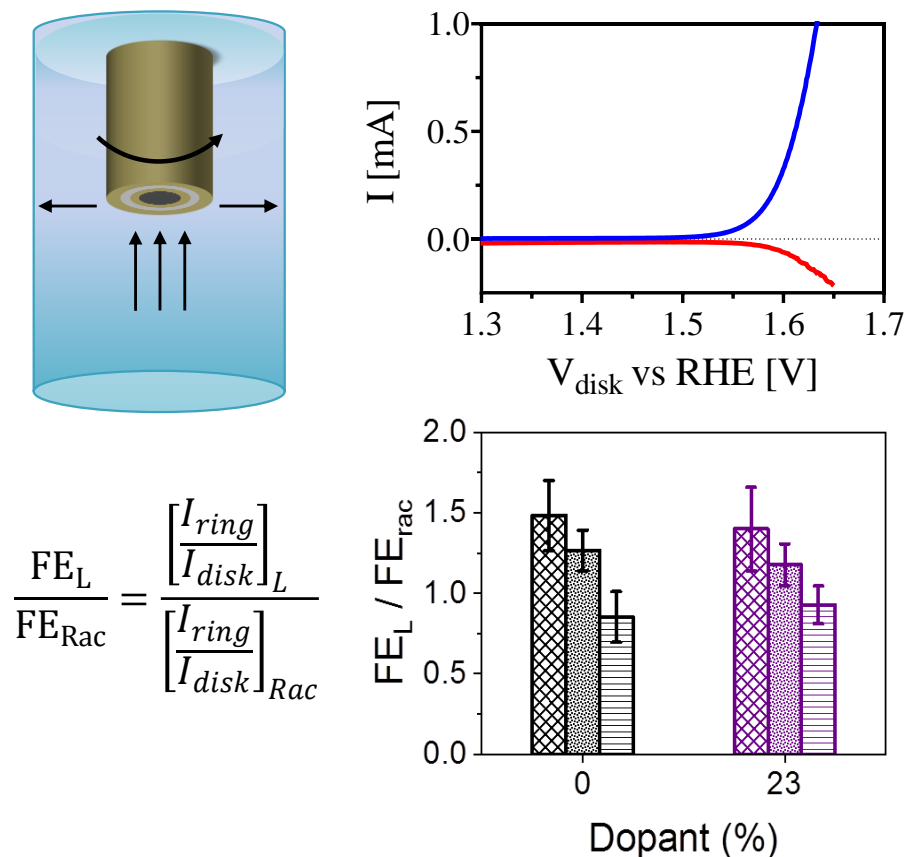 I [mA]
1.0
0.5
0.0
1.3 1.4 1.5 1.6 1.7
V_disk vs RHE [V]
FE_L / FE_Rac = [I_ring / I_disk]_L / [I_ring / I_disk]_Rac
FE_L / FE_rac
2.0
1.5
1.0
0.5
0.0
0 23
Dopant (%)